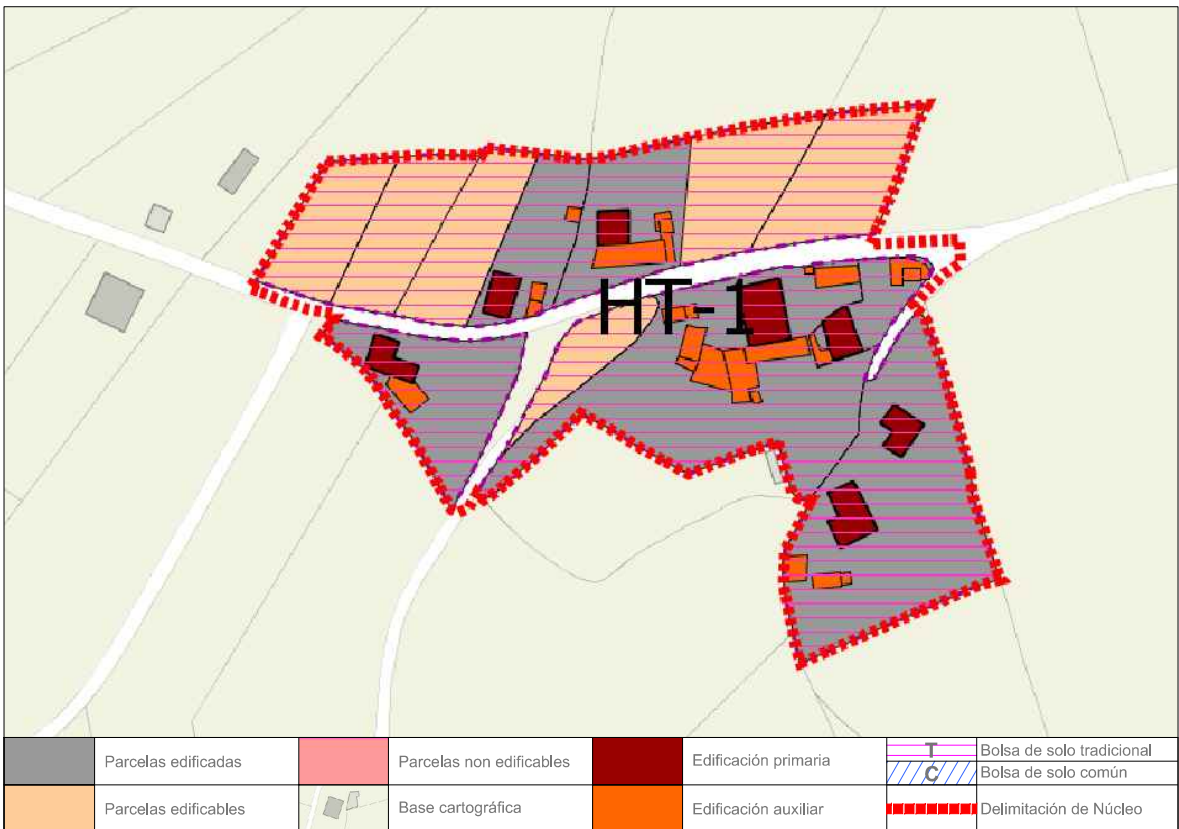 HT-1
Parcelas edificadas
Parcelas non edificables
Edificación primaria
T
Bolsa de solo tradicional
C
Bolsa de solo común
Parcelas edificables
Base cartográfica
Edificación auxiliar
Delimitación de Núcleo